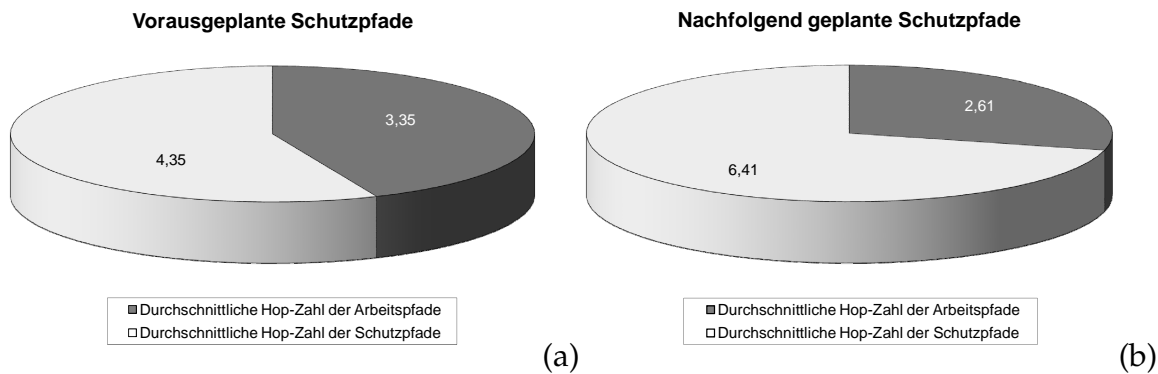 Vorausgeplante Schutzpfade
3,35
4,35
Durchschnittliche Hop-Zahl der Arbeitspfade
Durchschnittliche Hop-Zahl der Schutzpfade
(a)
Nachfolgend geplante Schutzpfade
2,61
6,41
Durchschnittliche Hop-Zahl der Arbeitspfade
Durchschnittliche Hop-Zahl der Schutzpfade
(b)